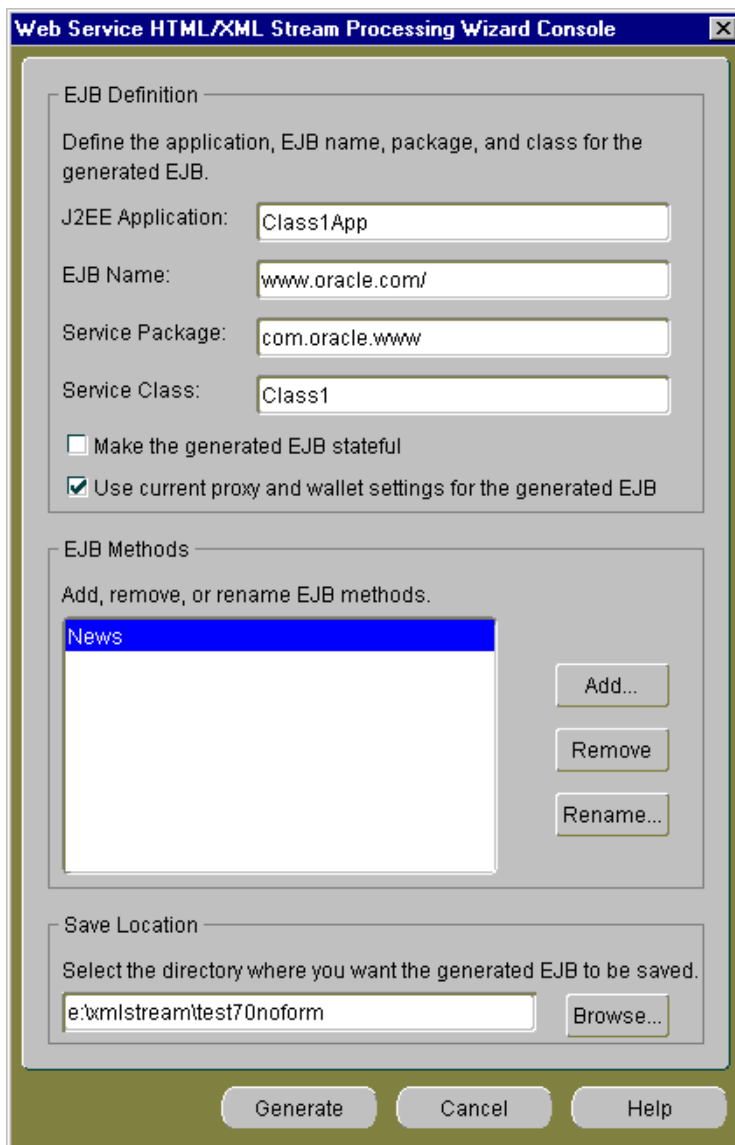 Web Service HTML/XML Stream Processing Wizard Console
EJB Definition
Define the application, EJB name, package, and class for the
generated EJB.
J2EE Application:
Class1App
EJB Name:
www.oracle.com/
Service Package:
com.oracle.www
Service Class:
Class1
Make the generated EJB stateful
Use current proxy and wallet settings for the generated EJB
EJB Methods
Add, remove, or rename EJB methods.
News
Add...
Remove
Rename...
Save Location
Select the directory where you want the generated EJB to be saved.
e:\xmlstream\test70noform
Browse...
Generate
Cancel
Help